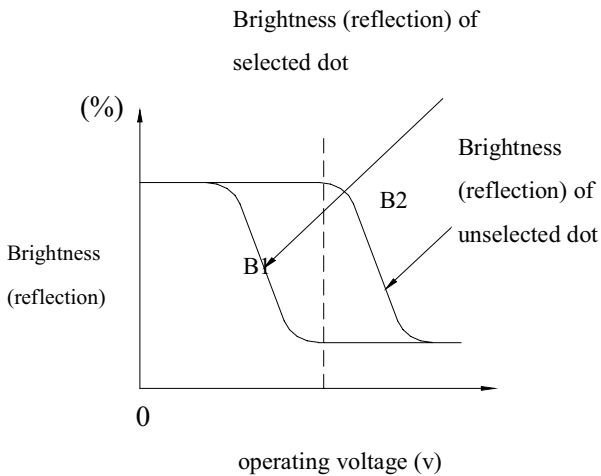 Brightness (reflection) of
selected dot
(%)
Brightness
(reflection) of
unselected dot
B2
B1
Brightness
(reflection)
0
operating voltage (v)